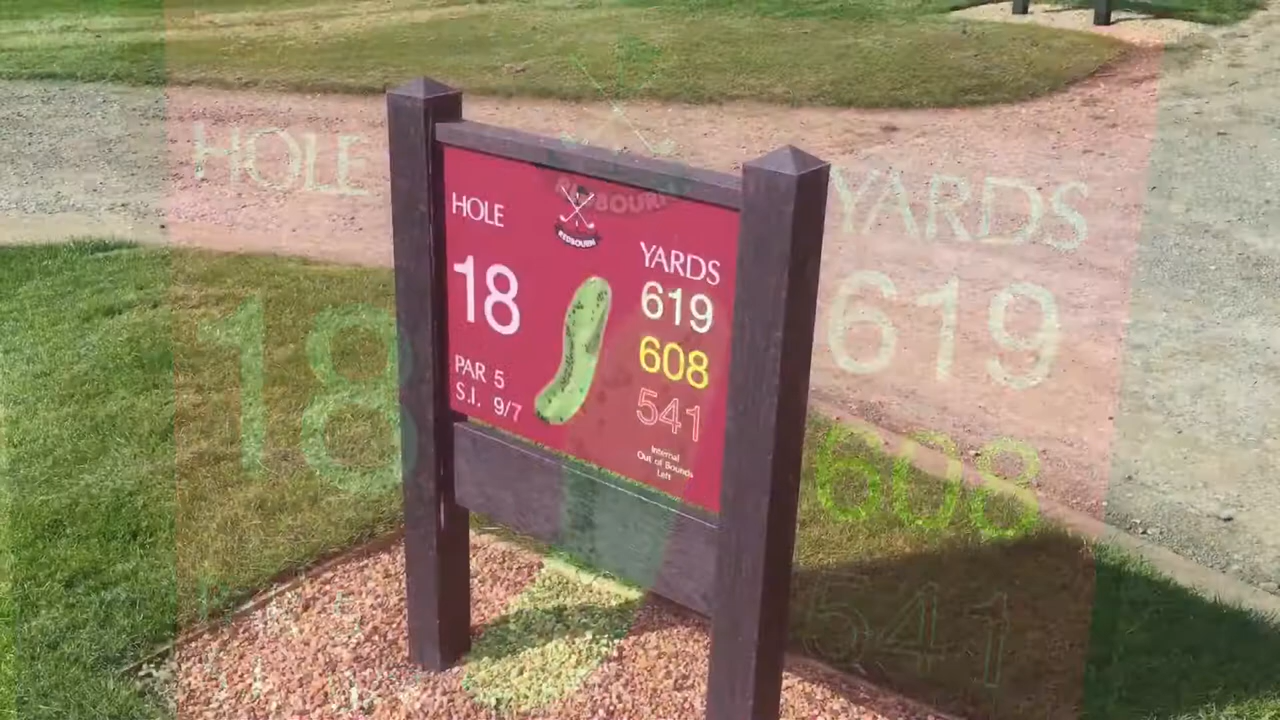 HOLE
18
PAR 5
S.I. 9/7
REDBOURN
YARDS
619
608
541
Internal
Out of Bounds
Left
HOLE
18
REDBOURN
YARDS
619
608
541